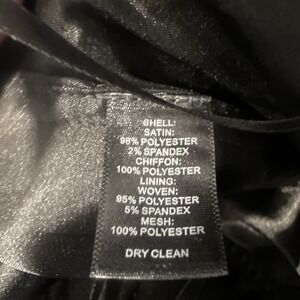 SHELL:
SATIN:
98% POLYESTER
2% SPANDEX
CHIFFON:
100% POLYESTER
LINING:
WOVEN:
95% POLYESTER
5% SPANDEX
MESH:
100% POLYESTER
DRY CLEAN